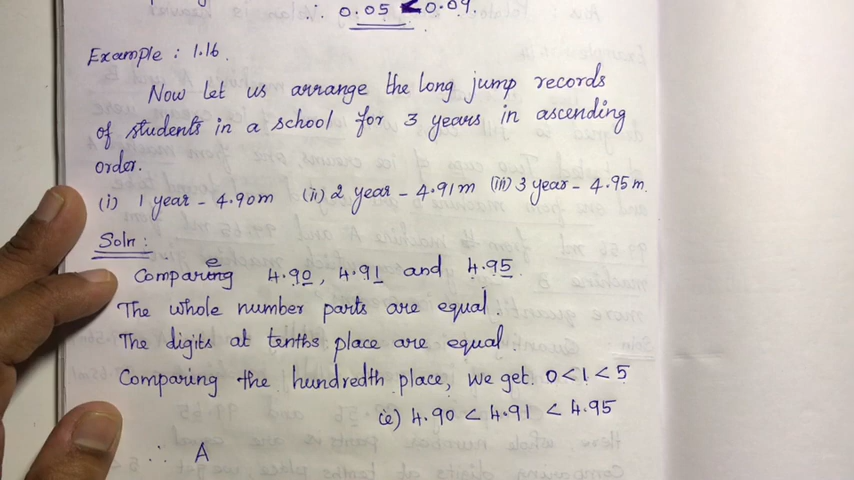 ∴ 0.05 < 0.09.
Example : 1.16.
Now let us arrange the long jump records
of students in a school for 3 years in ascending
order.
(i) 1 year - 4.90m (ii) 2 year - 4.91m (iii) 3 year - 4.95m.
Soln :
Compare 4.90, 4.91 and 4.95
The whole number parts are equal.
The digits at tenths place are equal.
Comparing the hundredth place, we get. 0<1<5
(ie) 4.90 < 4.91 < 4.95
∴ A